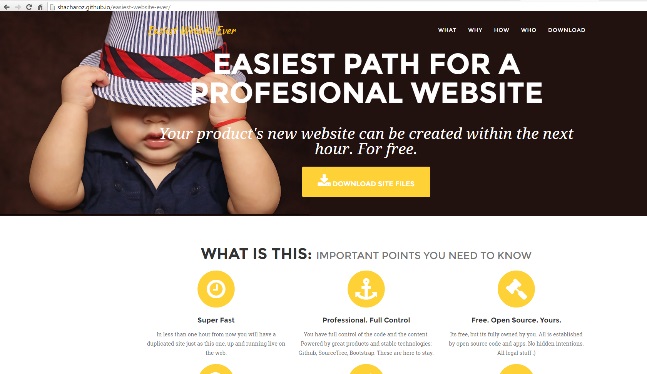 shacharoz.github.io/easiest-website-ever/
Easiest Website Ever
WHAT WHY HOW WHO DOWNLOAD
EASIEST PATH FOR A
PROFESIONAL WEBSITE
Your product's new website can be created within the next
hour. For free.
DOWNLOAD SITE FILES
WHAT IS THIS: IMPORTANT POINTS YOU NEED TO KNOW
Super Fast
In less than one hour from now you will have a
duplicated site just as this one, up and running live on
the web.
Professional. Full Control
You have full control of the code and the content.
Powered by great products and stable technologies:
Github, SourceTree, Bootstrap. These are here to stay.
Free. Open Source. Yours.
Its free, but its fully owned by you. All is established
by open source code and apps. No hidden intentions.
All legal stuff :)